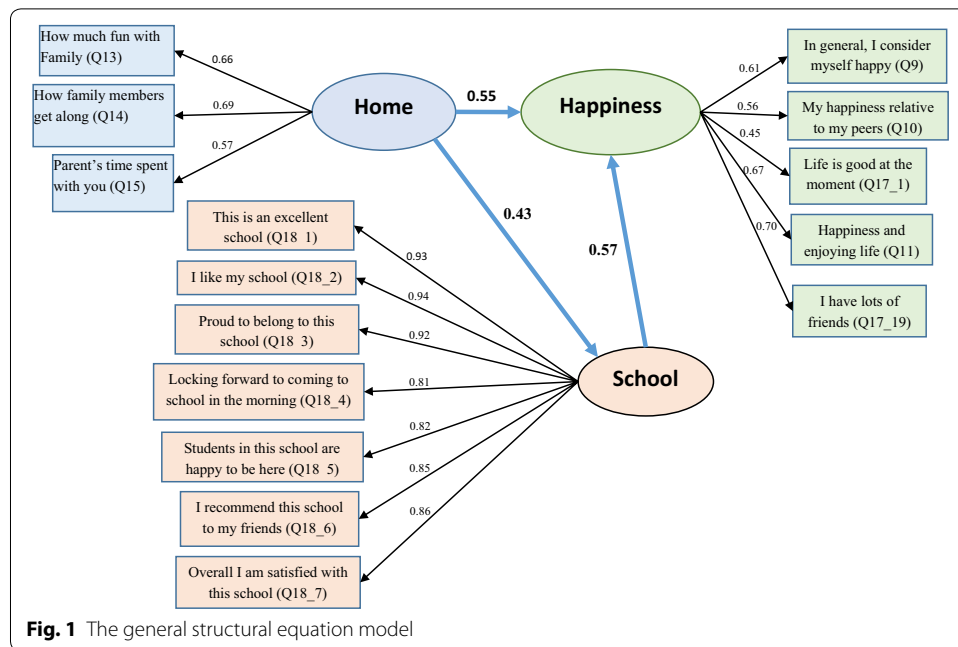 How much fun with
Family (Q13)
How family members
get along (Q14)
Parent's time spent
with you (Q15)
0.66
0.69
0.57
Home
0.55
Happiness
0.61
0.56
0.45
0.67
0.70
In general, I consider
myself happy (Q9)
My happiness relative
to my peers (Q10)
Life is good at the
moment (Q17_1)
Happiness and
enjoying life (Q11)
I have lots of
friends (Q17_19)
0.43
0.57
School
This is an excellent
school (Q18_1)
I like my school (Q18_2)
Proud to belong to this
school (Q18_3)
Locking forward to coming to
school in the morning (Q18_4)
Students in this school are
happy to be here (Q18_5)
I recommend this school
to my friends (Q18_6)
Overall I am satisfied with
this school (Q18_7)
0.93
0.94
0.92
0.81
0.82
0.85
0.86
Fig. 1 The general structural equation model